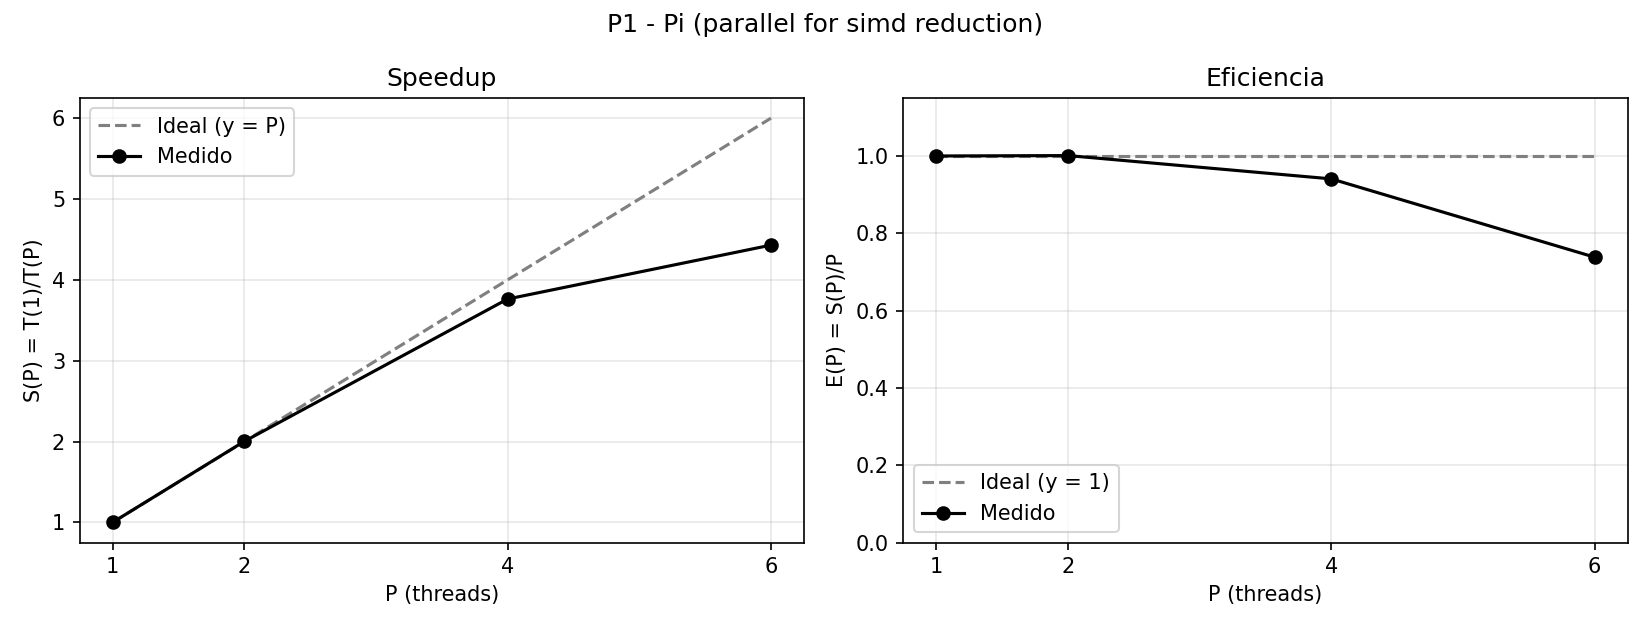 P1 - Pi (parallel for simd reduction)
Speedup
S(P) = T(1)/T(P)
6
5
4
3
2
1
Ideal (y = P)
Medido
1
2
4
6
P (threads)
Eficiencia
E(P) = S(P)/P
1.0
0.8
0.6
0.4
0.2
0.0
Ideal (y = 1)
Medido
1
2
4
6
P (threads)